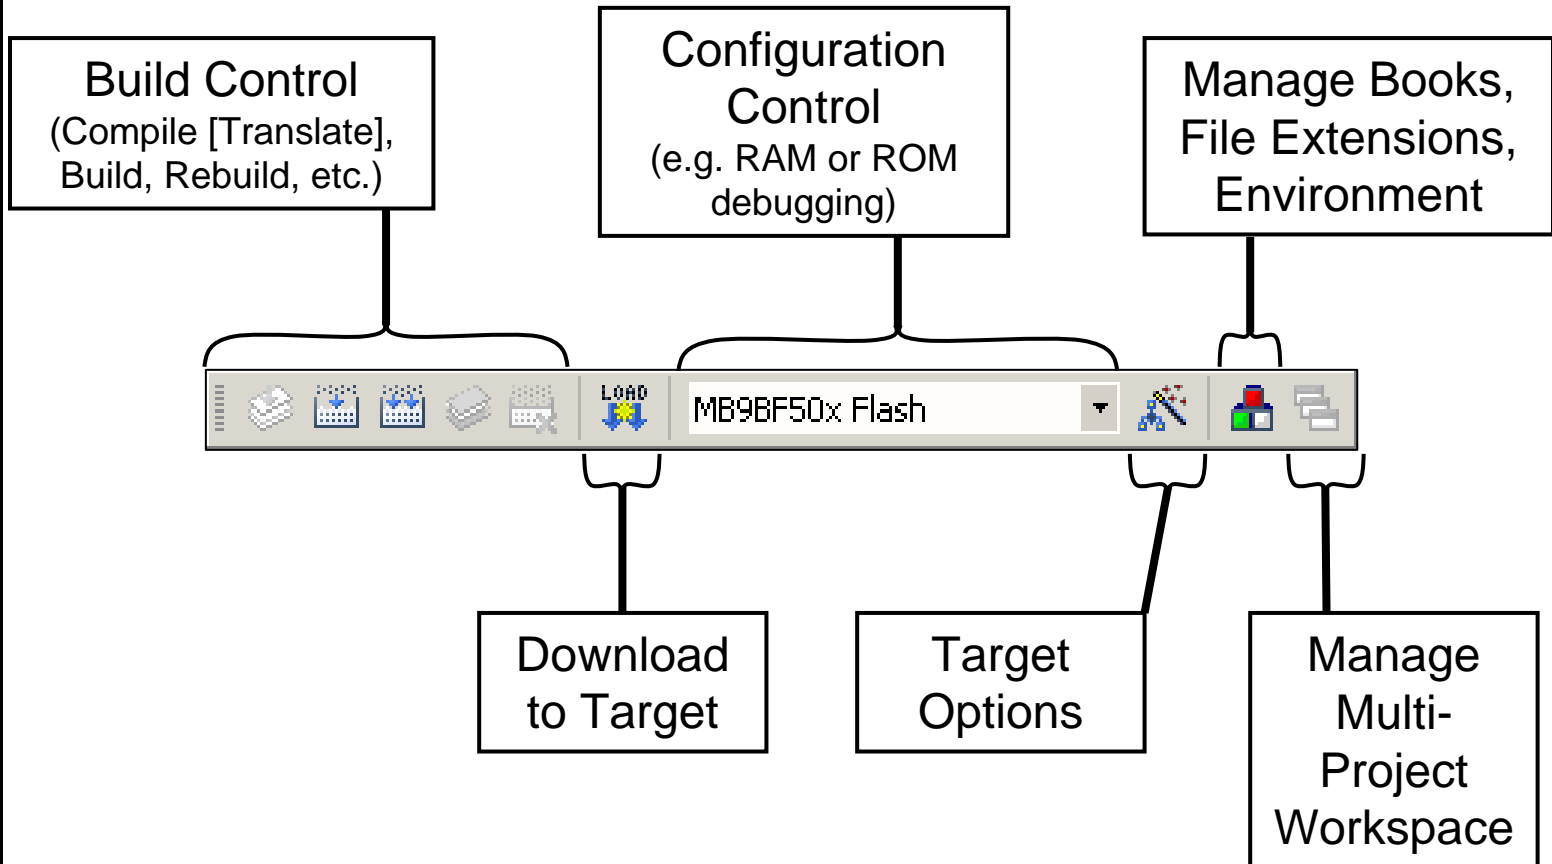 Build Control
(Compile [Translate],
Build, Rebuild, etc.)
Configuration
Control
(e.g. RAM or ROM
debugging)
Manage Books,
File Extensions,
Environment
LOAD
MB9BF50x Flash
Download
to Target
Target
Options
Manage
Multi-
Project
Workspace